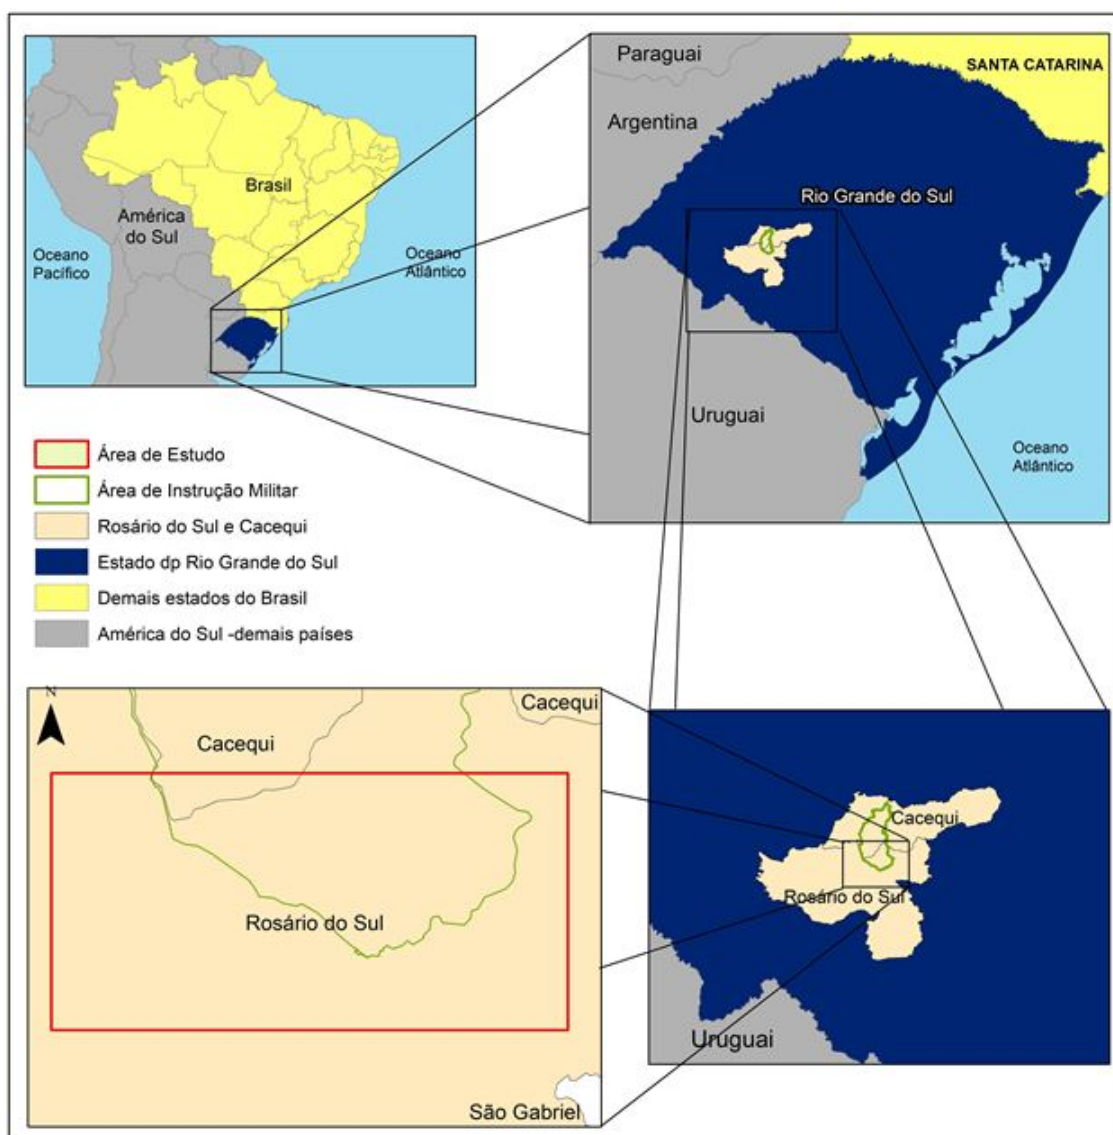 Brasil
América
do Sul
Oceano
Pacífico
Oceano
Atlântico
Paraguai
SANTA CATARINA
Argentina
Rio Grande do Sul
Uruguai
Oceano
Atlântico
Área de Estudo
Área de Instrução Militar
Rosário do Sul e Cacequi
Estado dp Rio Grande do Sul
Demais estados do Brasil
América do Sul -demais países
N
Cacequi
Cacequi
Rosário do Sul
São Gabriel
Cacequi
Rosário do Sul
Uruguai